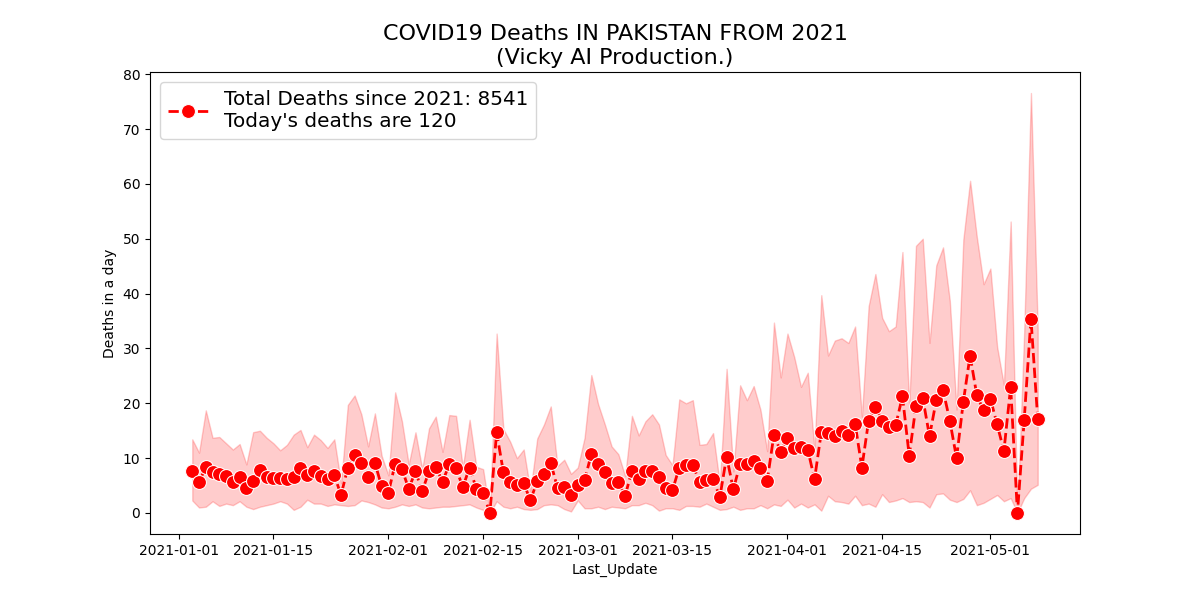 COVID19 Deaths IN PAKISTAN FROM 2021
(Vicky AI Production.)
Total Deaths since 2021: 8541
Today's deaths are 120
Deaths in a day
80
70
60
50
40
30
20
10
0
2021-01-01 2021-01-15 2021-02-01 2021-02-15 2021-03-01 2021-03-15 2021-04-01 2021-04-15 2021-05-01
Last_Update